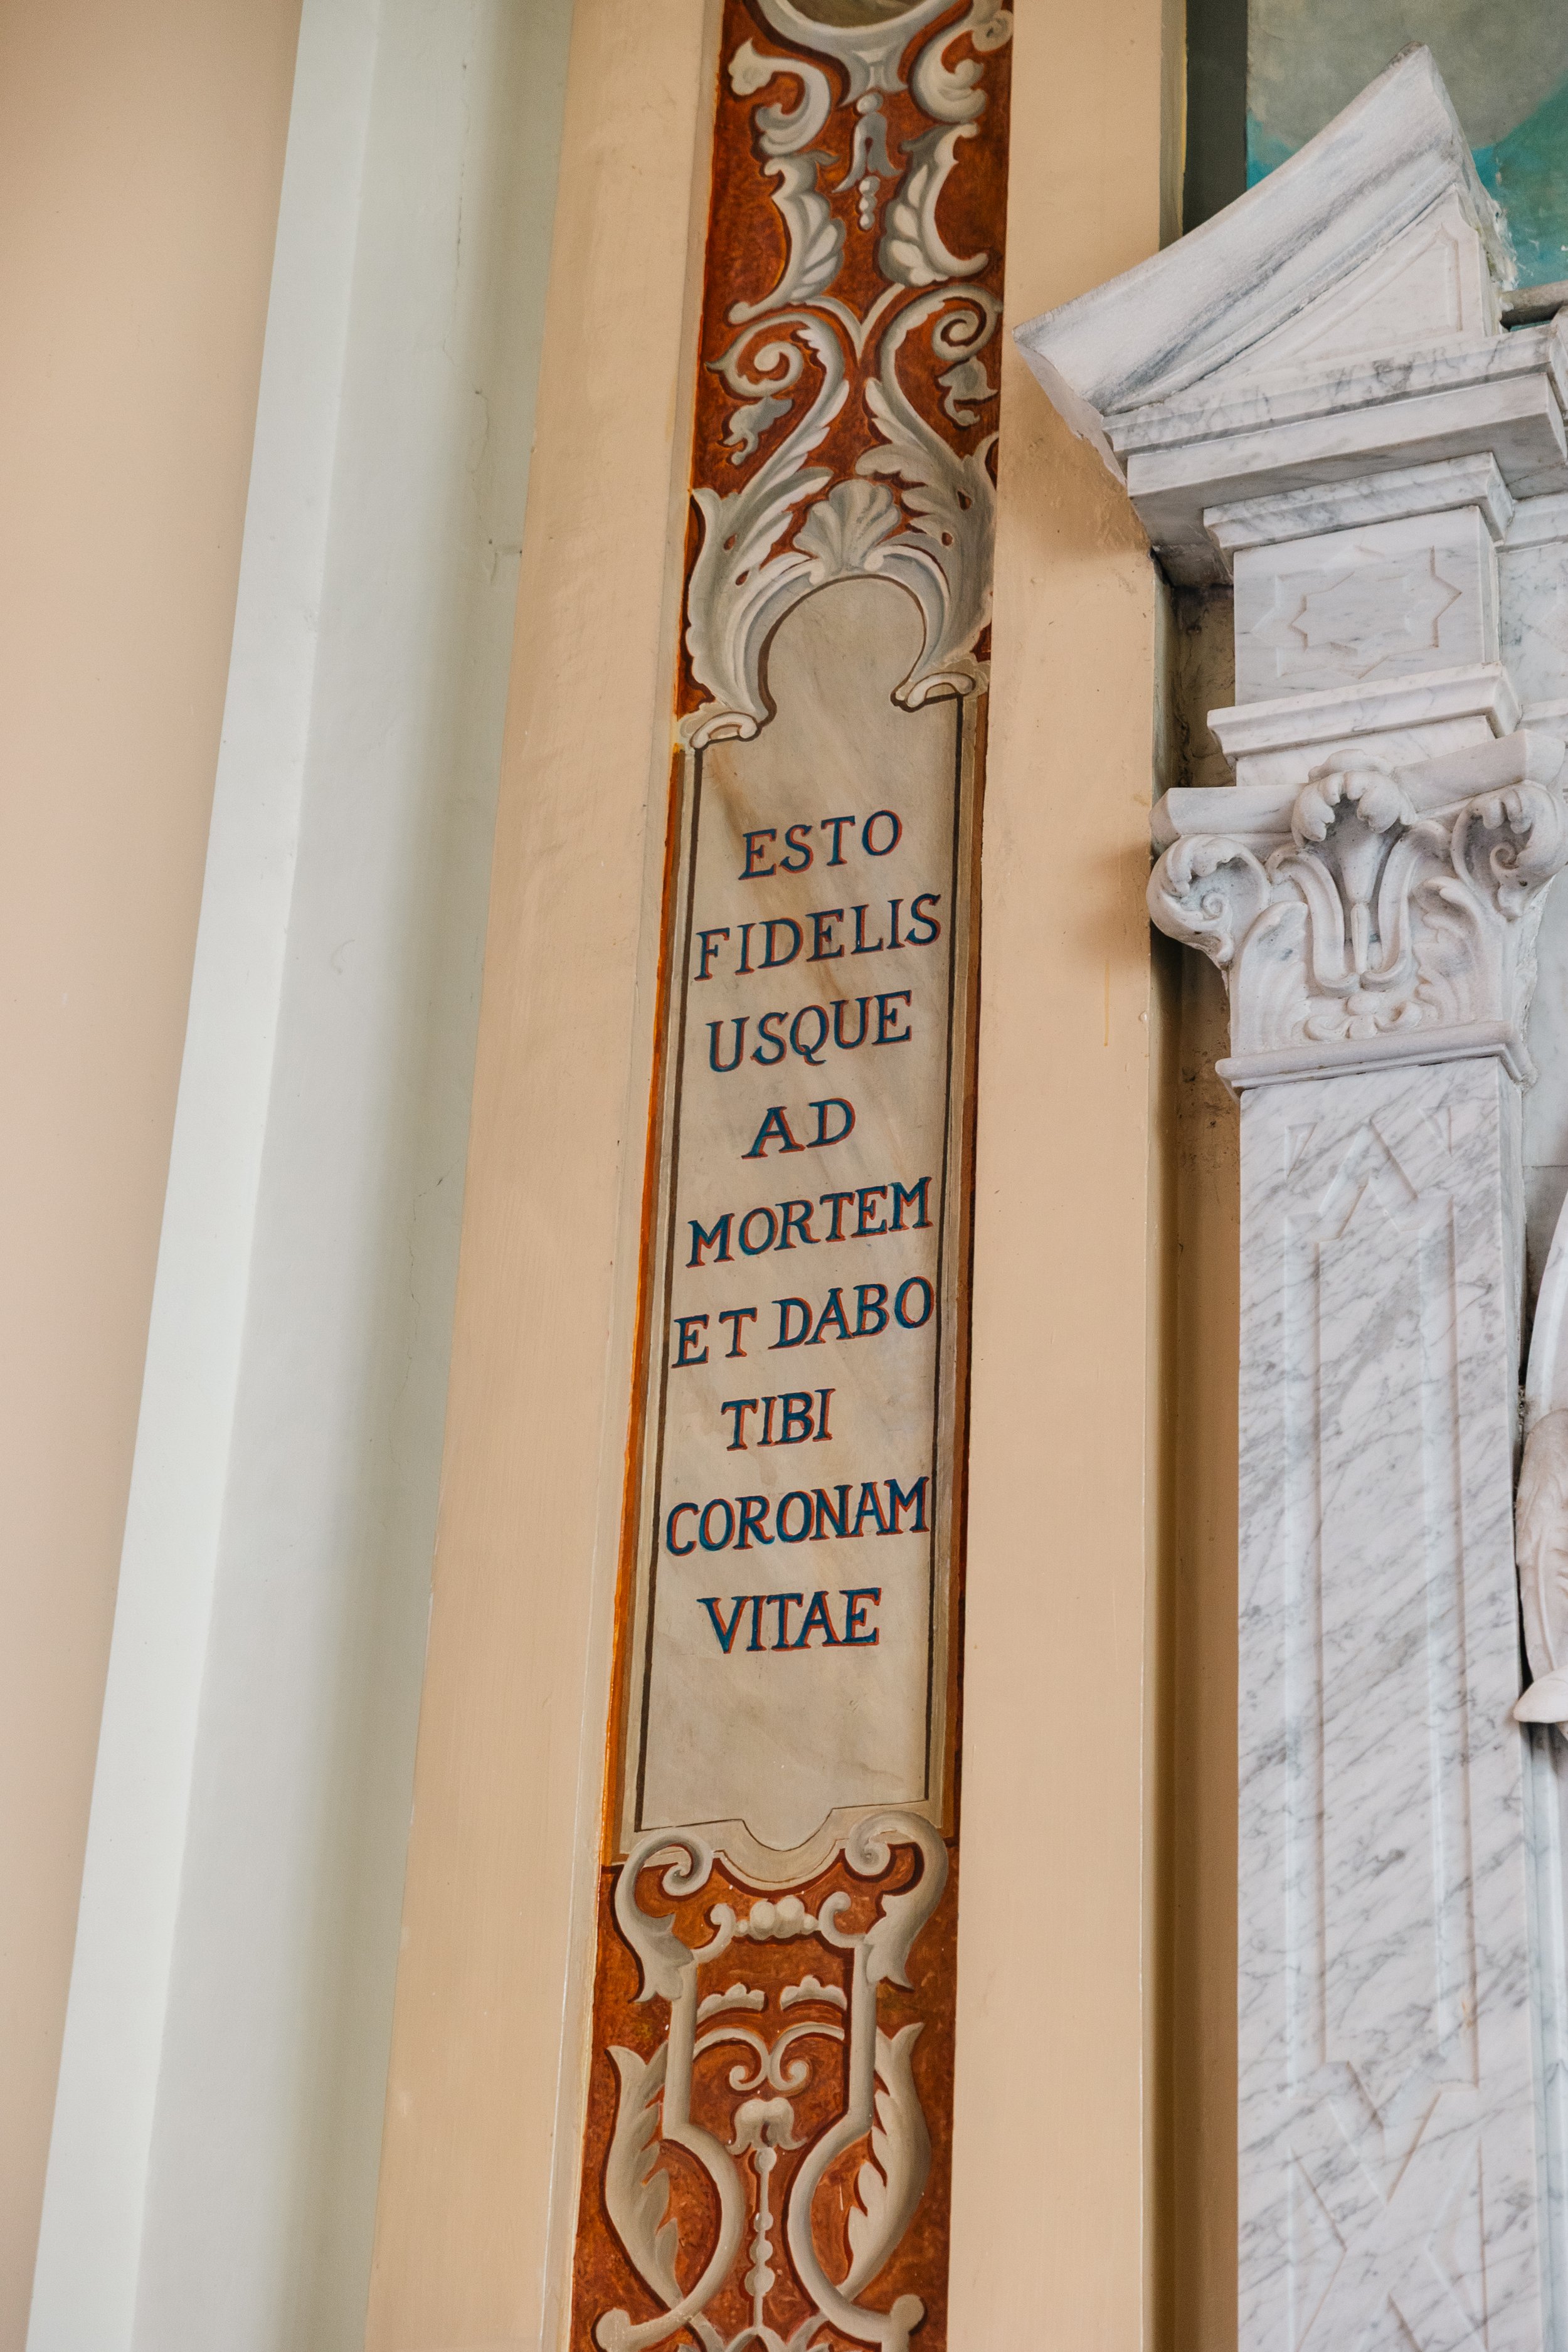 ESTO
FIDELIS
USQUE
AD
MORTEM
ET DABO
TIBI
CORONAM
VITAE